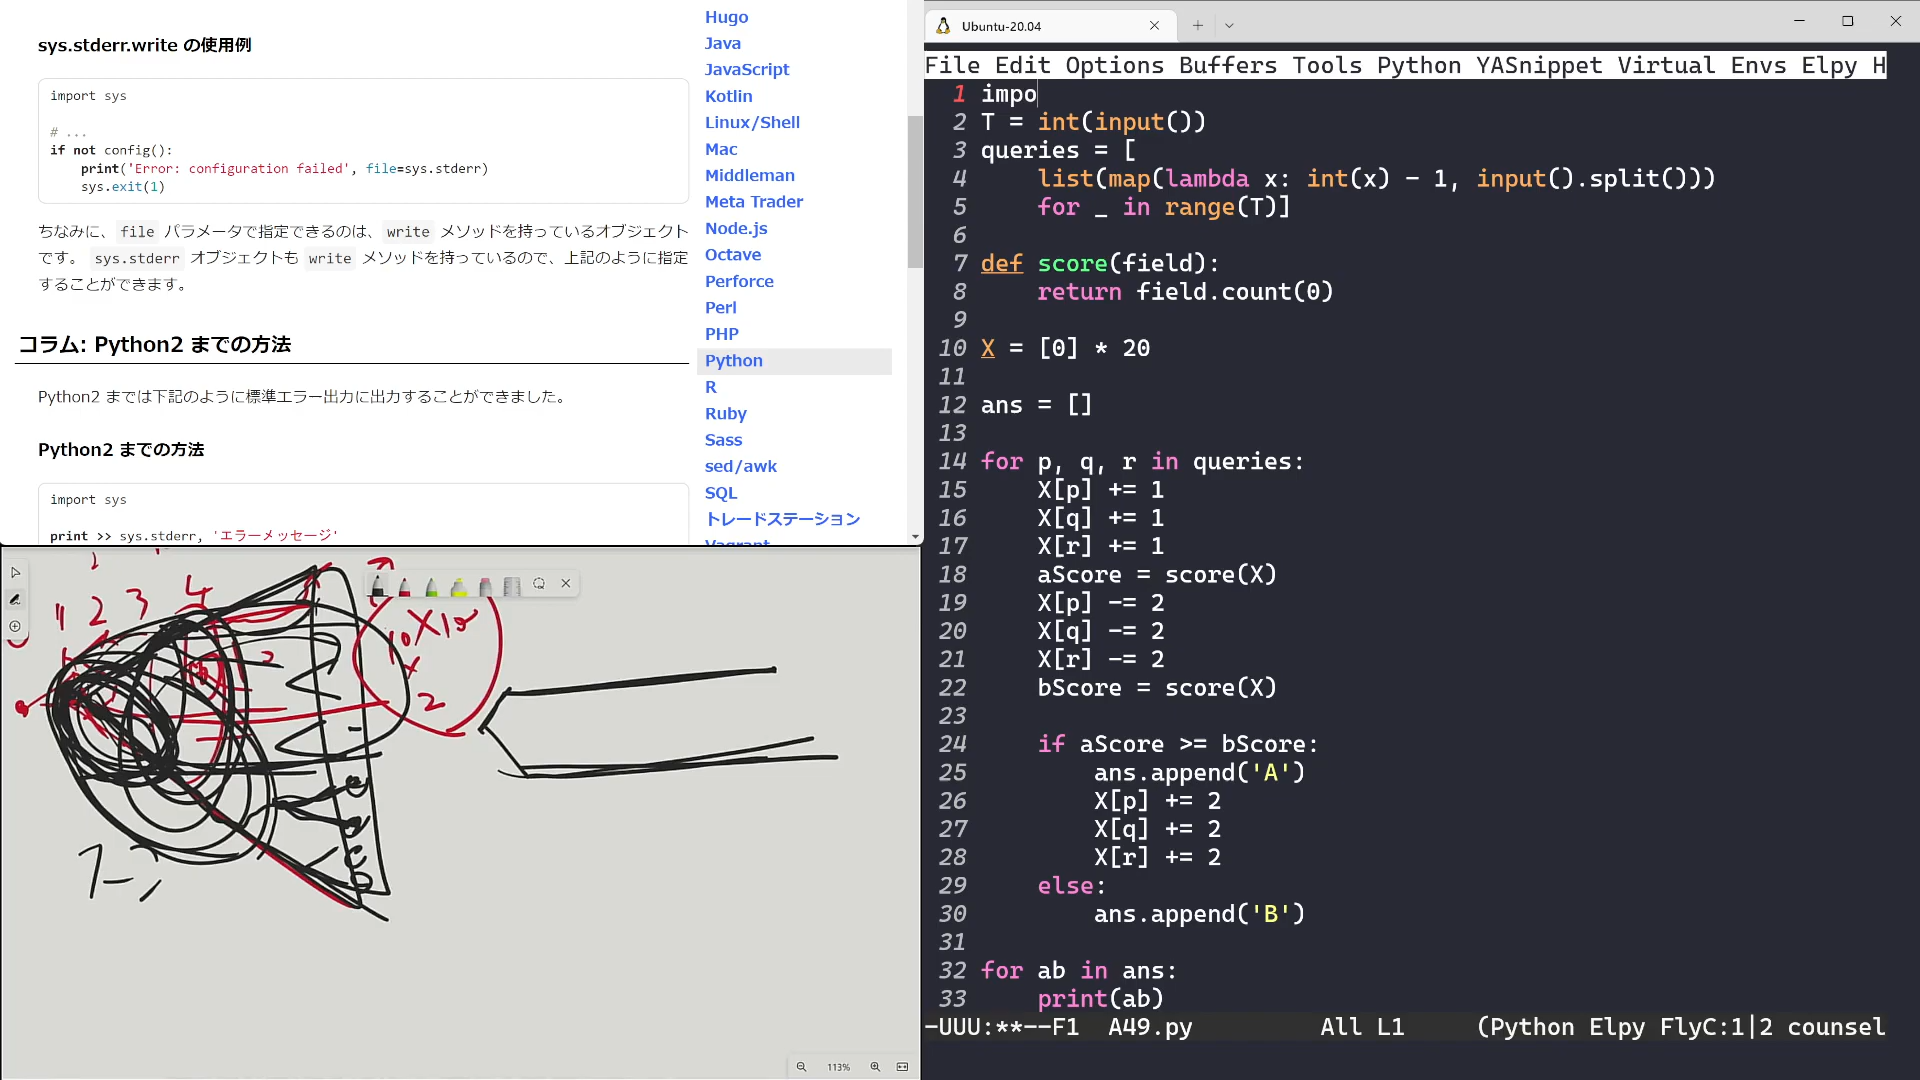 sys.stderr.write の使用例
import sys
# ...
if not config():
    print('Error: configuration failed', file=sys.stderr)
    sys.exit(1)
ちなみに、 file パラメータで指定できるのは、 write メソッドを持っているオブジェクト
です。 sys.stderr オブジェクトも write メソッドを持っているので、上記のように指定
することができます。
コラム: Python2 までの方法
Python2 までは下記のように標準エラー出力に出力することができました。
Python2 までの方法
import sys
print >> sys.stderr, 'エラーメッセージ'
Hugo
Java
JavaScript
Kotlin
Linux/Shell
Mac
Middleman
Meta Trader
Node.js
Octave
Perforce
Perl
PHP
Python
R
Ruby
Sass
sed/awk
SQL
トレードステーション
Vagrant
1 2 3 4
10 X 10
x
2
113%
Ubuntu-20.04
File Edit Options Buffers Tools Python YASnippet Virtual Envs Elpy H
1 impo
2 T = int(input())
3 queries = [
4     list(map(lambda x: int(x) - 1, input().split()))
5     for _ in range(T)]
6
7 def score(field):
8     return field.count(0)
9
10 X = [0] * 20
11
12 ans = []
13
14 for p, q, r in queries:
15     X[p] += 1
16     X[q] += 1
17     X[r] += 1
18     aScore = score(X)
19     X[p] -= 2
20     X[q] -= 2
21     X[r] -= 2
22     bScore = score(X)
23
24     if aScore >= bScore:
25         ans.append('A')
26         X[p] += 2
27         X[q] += 2
28         X[r] += 2
29     else:
30         ans.append('B')
31
32 for ab in ans:
33     print(ab)
-UUU:**--F1 A49.py All L1 (Python Elpy FlyC:1|2 counsel